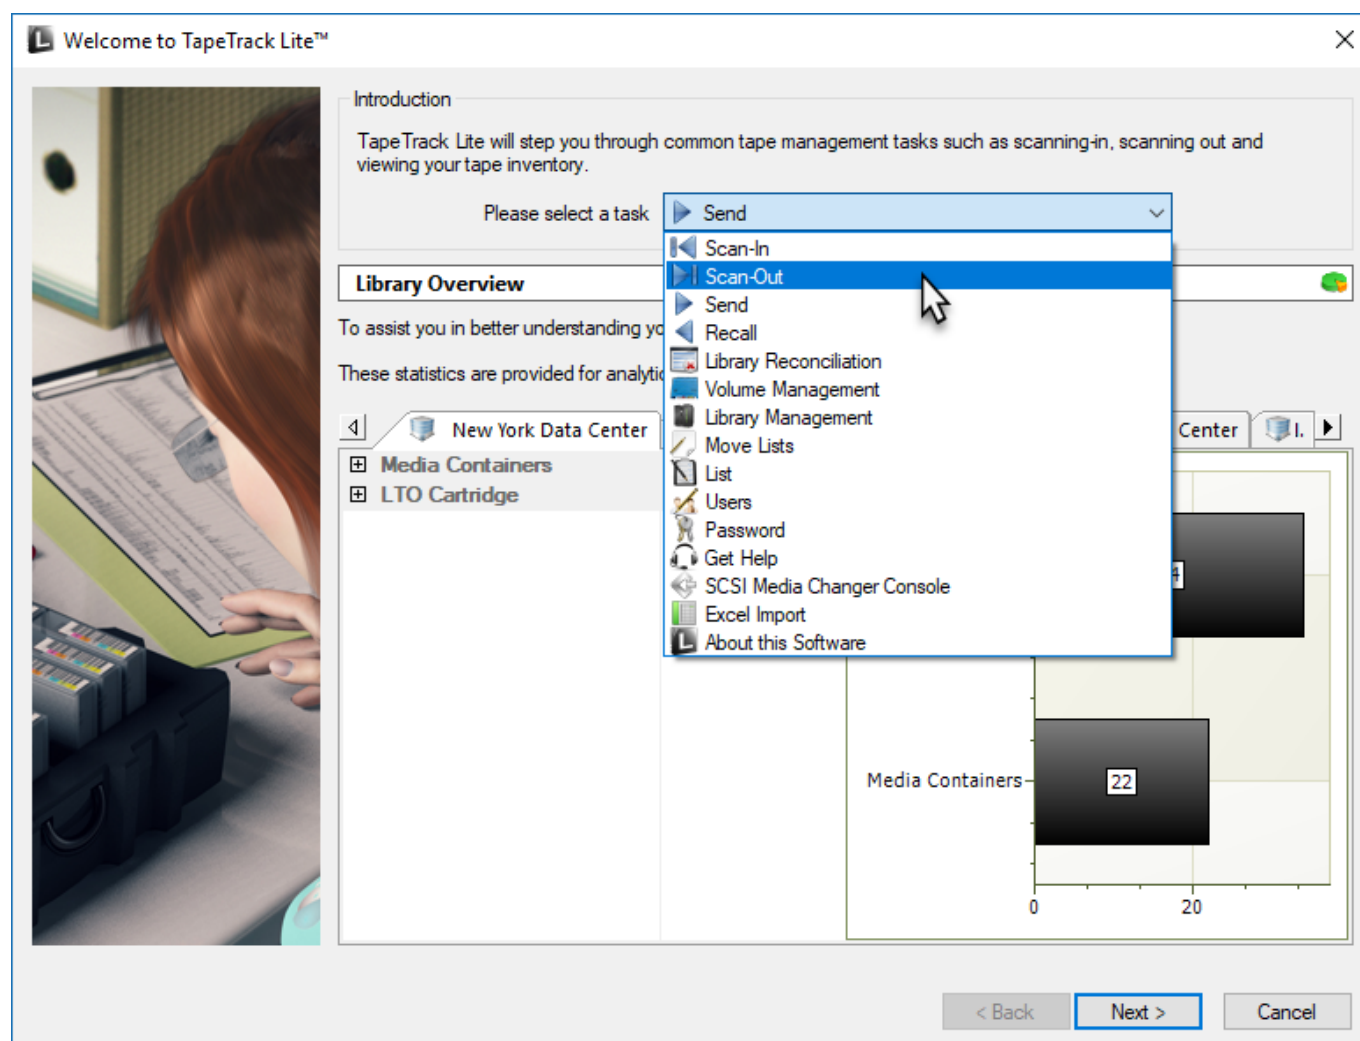 Welcome to TapeTrack Lite™
Introduction
TapeTrack Lite will step you through common tape management tasks such as scanning-in, scanning out and
viewing your tape inventory.
Please select a task
Send
Scan-In
Scan-Out
Send
Recall
Library Reconciliation
Volume Management
Library Management
Move Lists
List
Users
Password
Get Help
SCSI Media Changer Console
Excel Import
About this Software
Library Overview
To assist you in better understanding
These statistics are provided for
New York Data Center
Center
I.
Media Containers
LTO Cartridge
Media Containers
22
0
20
< Back
Next >
Cancel